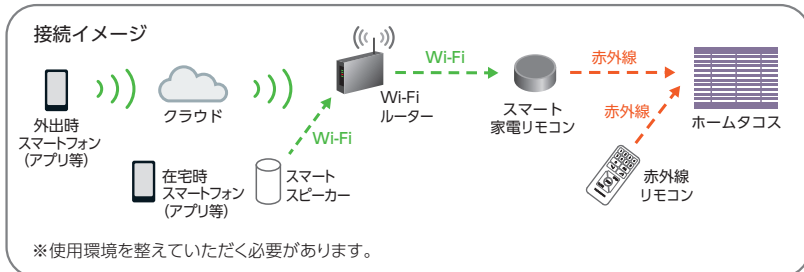 接続イメージ
外出時
スマートフォン
(アプリ等)
クラウド
Wi-Fi
ルーター
Wi-Fi
スマート
家電リモコン
赤外線
ホームタコス
赤外線
赤外線
リモコン
Wi-Fi
在宅時
スマートフォン
(アプリ等)
スマート
スピーカー
※使用環境を整えていただく必要があります。